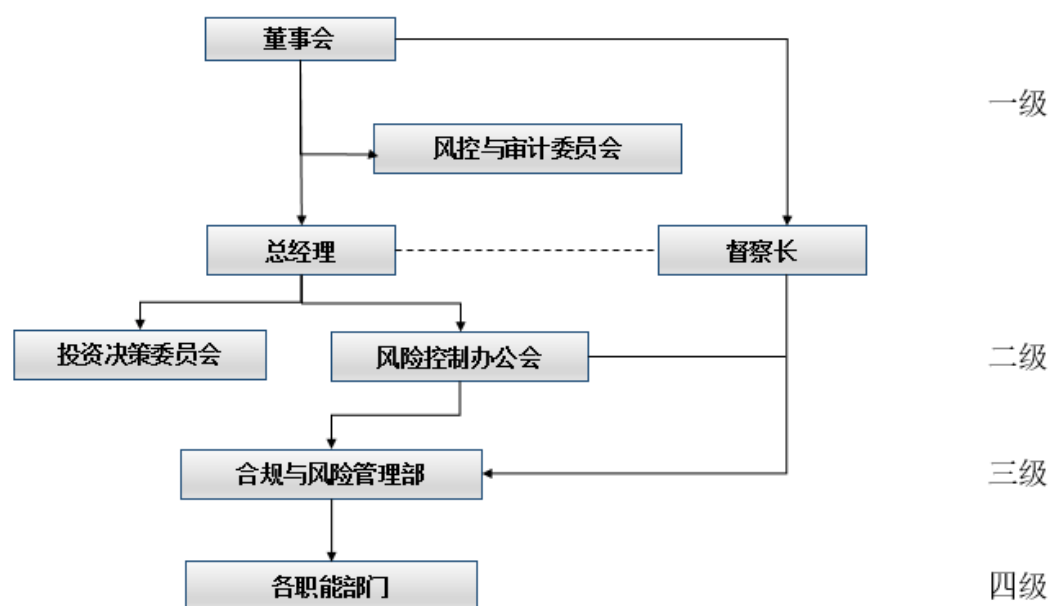 董事会
一级
风控与审计委员会
总经理
督察长
投资决策委员会
风险控制办公会
二级
合规与风险管理部
三级
各职能部门
四级